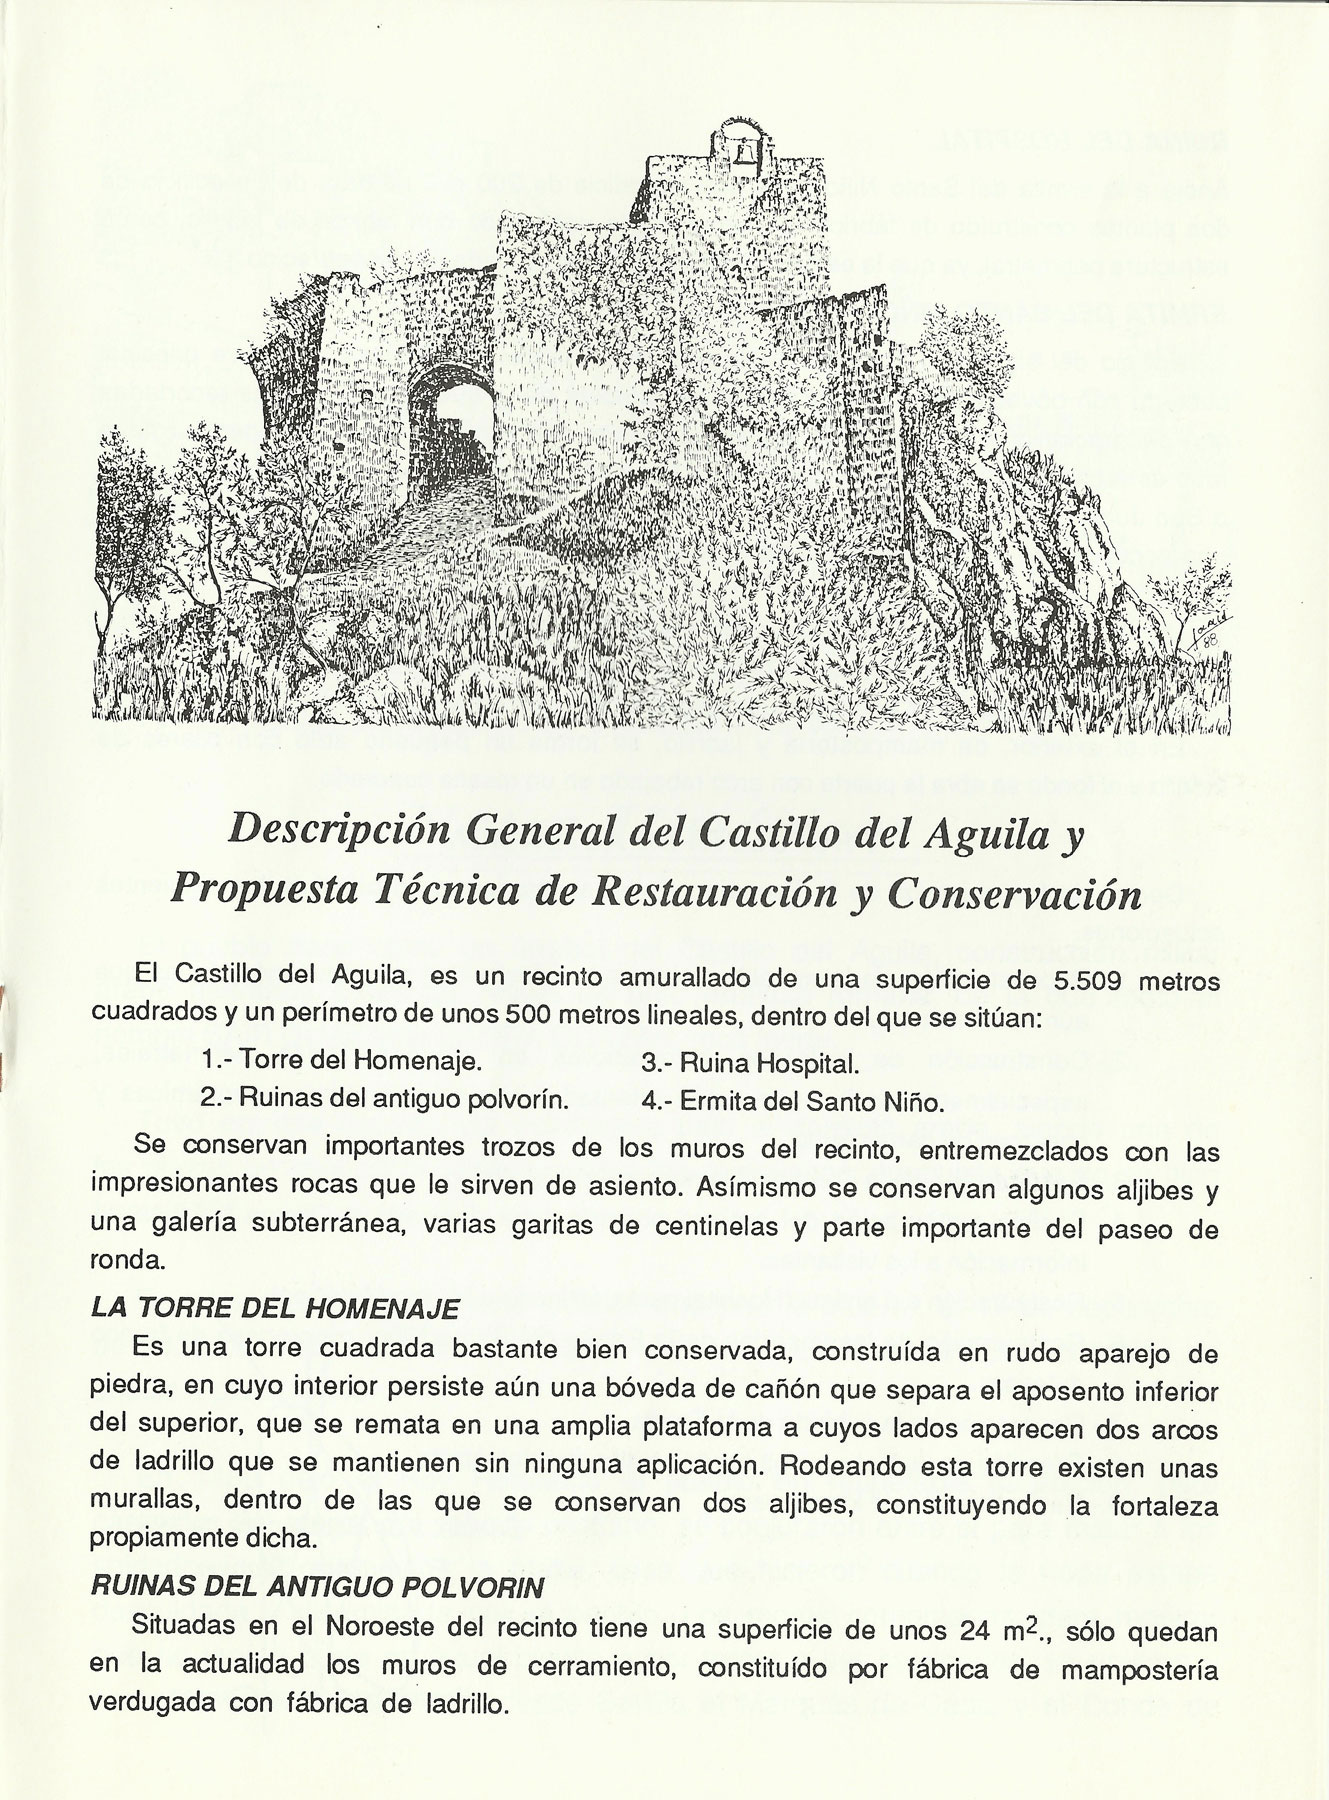 Descripción General del Castillo del Aguila y
Propuesta Técnica de Restauración y Conservación
El Castillo del Aguila, es un recinto amurallado de una superficie de 5.509 metros
cuadrados y un perímetro de unos 500 metros lineales, dentro del que se sitúan:
1.- Torre del Homenaje.
2.- Ruinas del antiguo polvorín.
3.- Ruina Hospital.
4.- Ermita del Santo Niño.
Se conservan importantes trozos de los muros del recinto, entremezclados con las
impresionantes rocas que le sirven de asiento. Asímismo se conservan algunos aljibes y
una galería subterránea, varias garitas de centinelas y parte importante del paseo de
ronda.
LA TORRE DEL HOMENAJE
Es una torre cuadrada bastante bien conservada, construída en rudo aparejo de
piedra, en cuyo interior persiste aún una bóveda de cañón que separa el aposento inferior
del superior, que se remata en una amplia plataforma a cuyos lados aparecen dos arcos
de ladrillo que se mantienen sin ninguna aplicación. Rodeando esta torre existen unas
murallas, dentro de las que se conservan dos aljibes, constituyendo la fortaleza
propiamente dicha.
RUINAS DEL ANTIGUO POLVORIN
Situadas en el Noroeste del recinto tiene una superficie de unos 24 m²., sólo quedan
en la actualidad los muros de cerramiento, constituído por fábrica de mampostería
verdugada con fábrica de ladrillo.